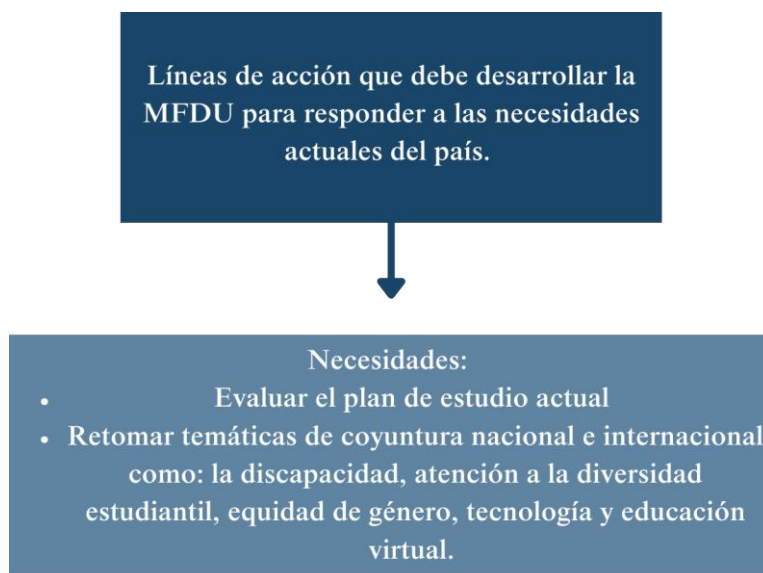 Líneas de acción que debe desarrollar la
MFDU para responder a las necesidades
actuales del país.
Necesidades:
• Evaluar el plan de estudio actual
• Retomar temáticas de coyuntura nacional e internacional
como: la discapacidad, atención a la diversidad
estudiantil, equidad de género, tecnología y educación
virtual.